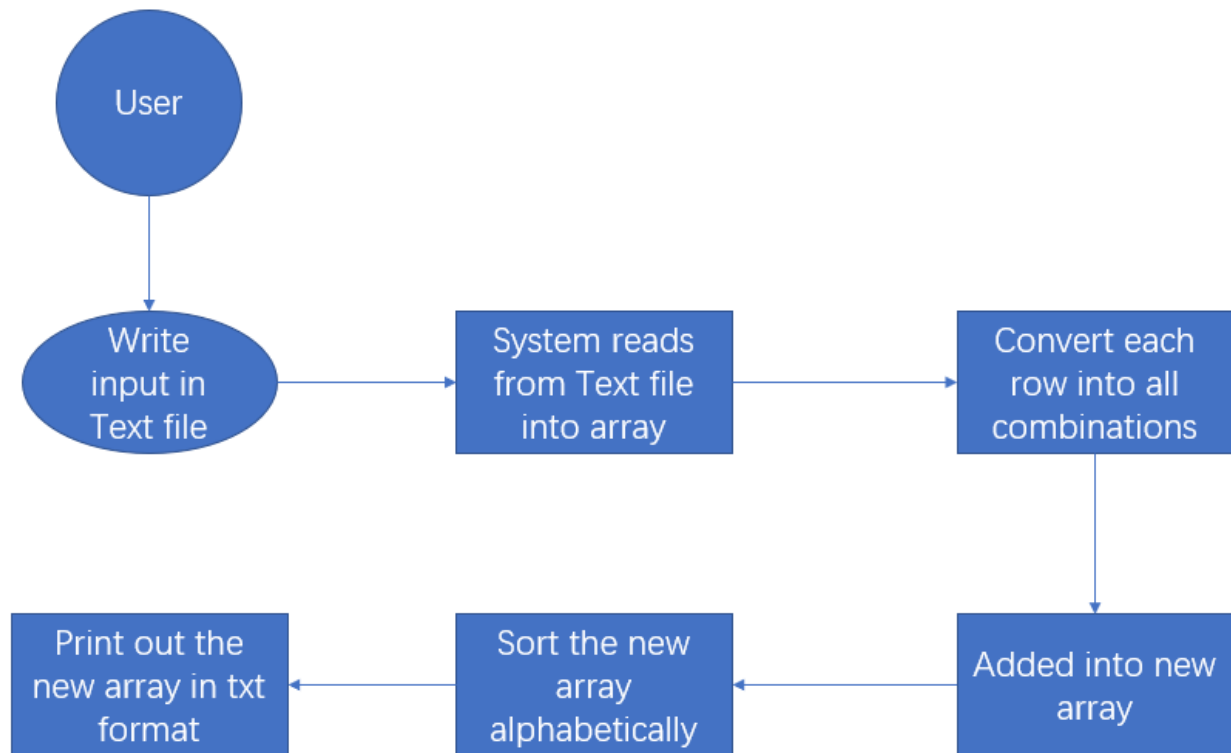 User
Write
input in
Text file
System reads
from Text file
into array
Convert each
row into all
combinations
Added into new
array
Sort the new
array
alphabetically
Print out the
new array in txt
format